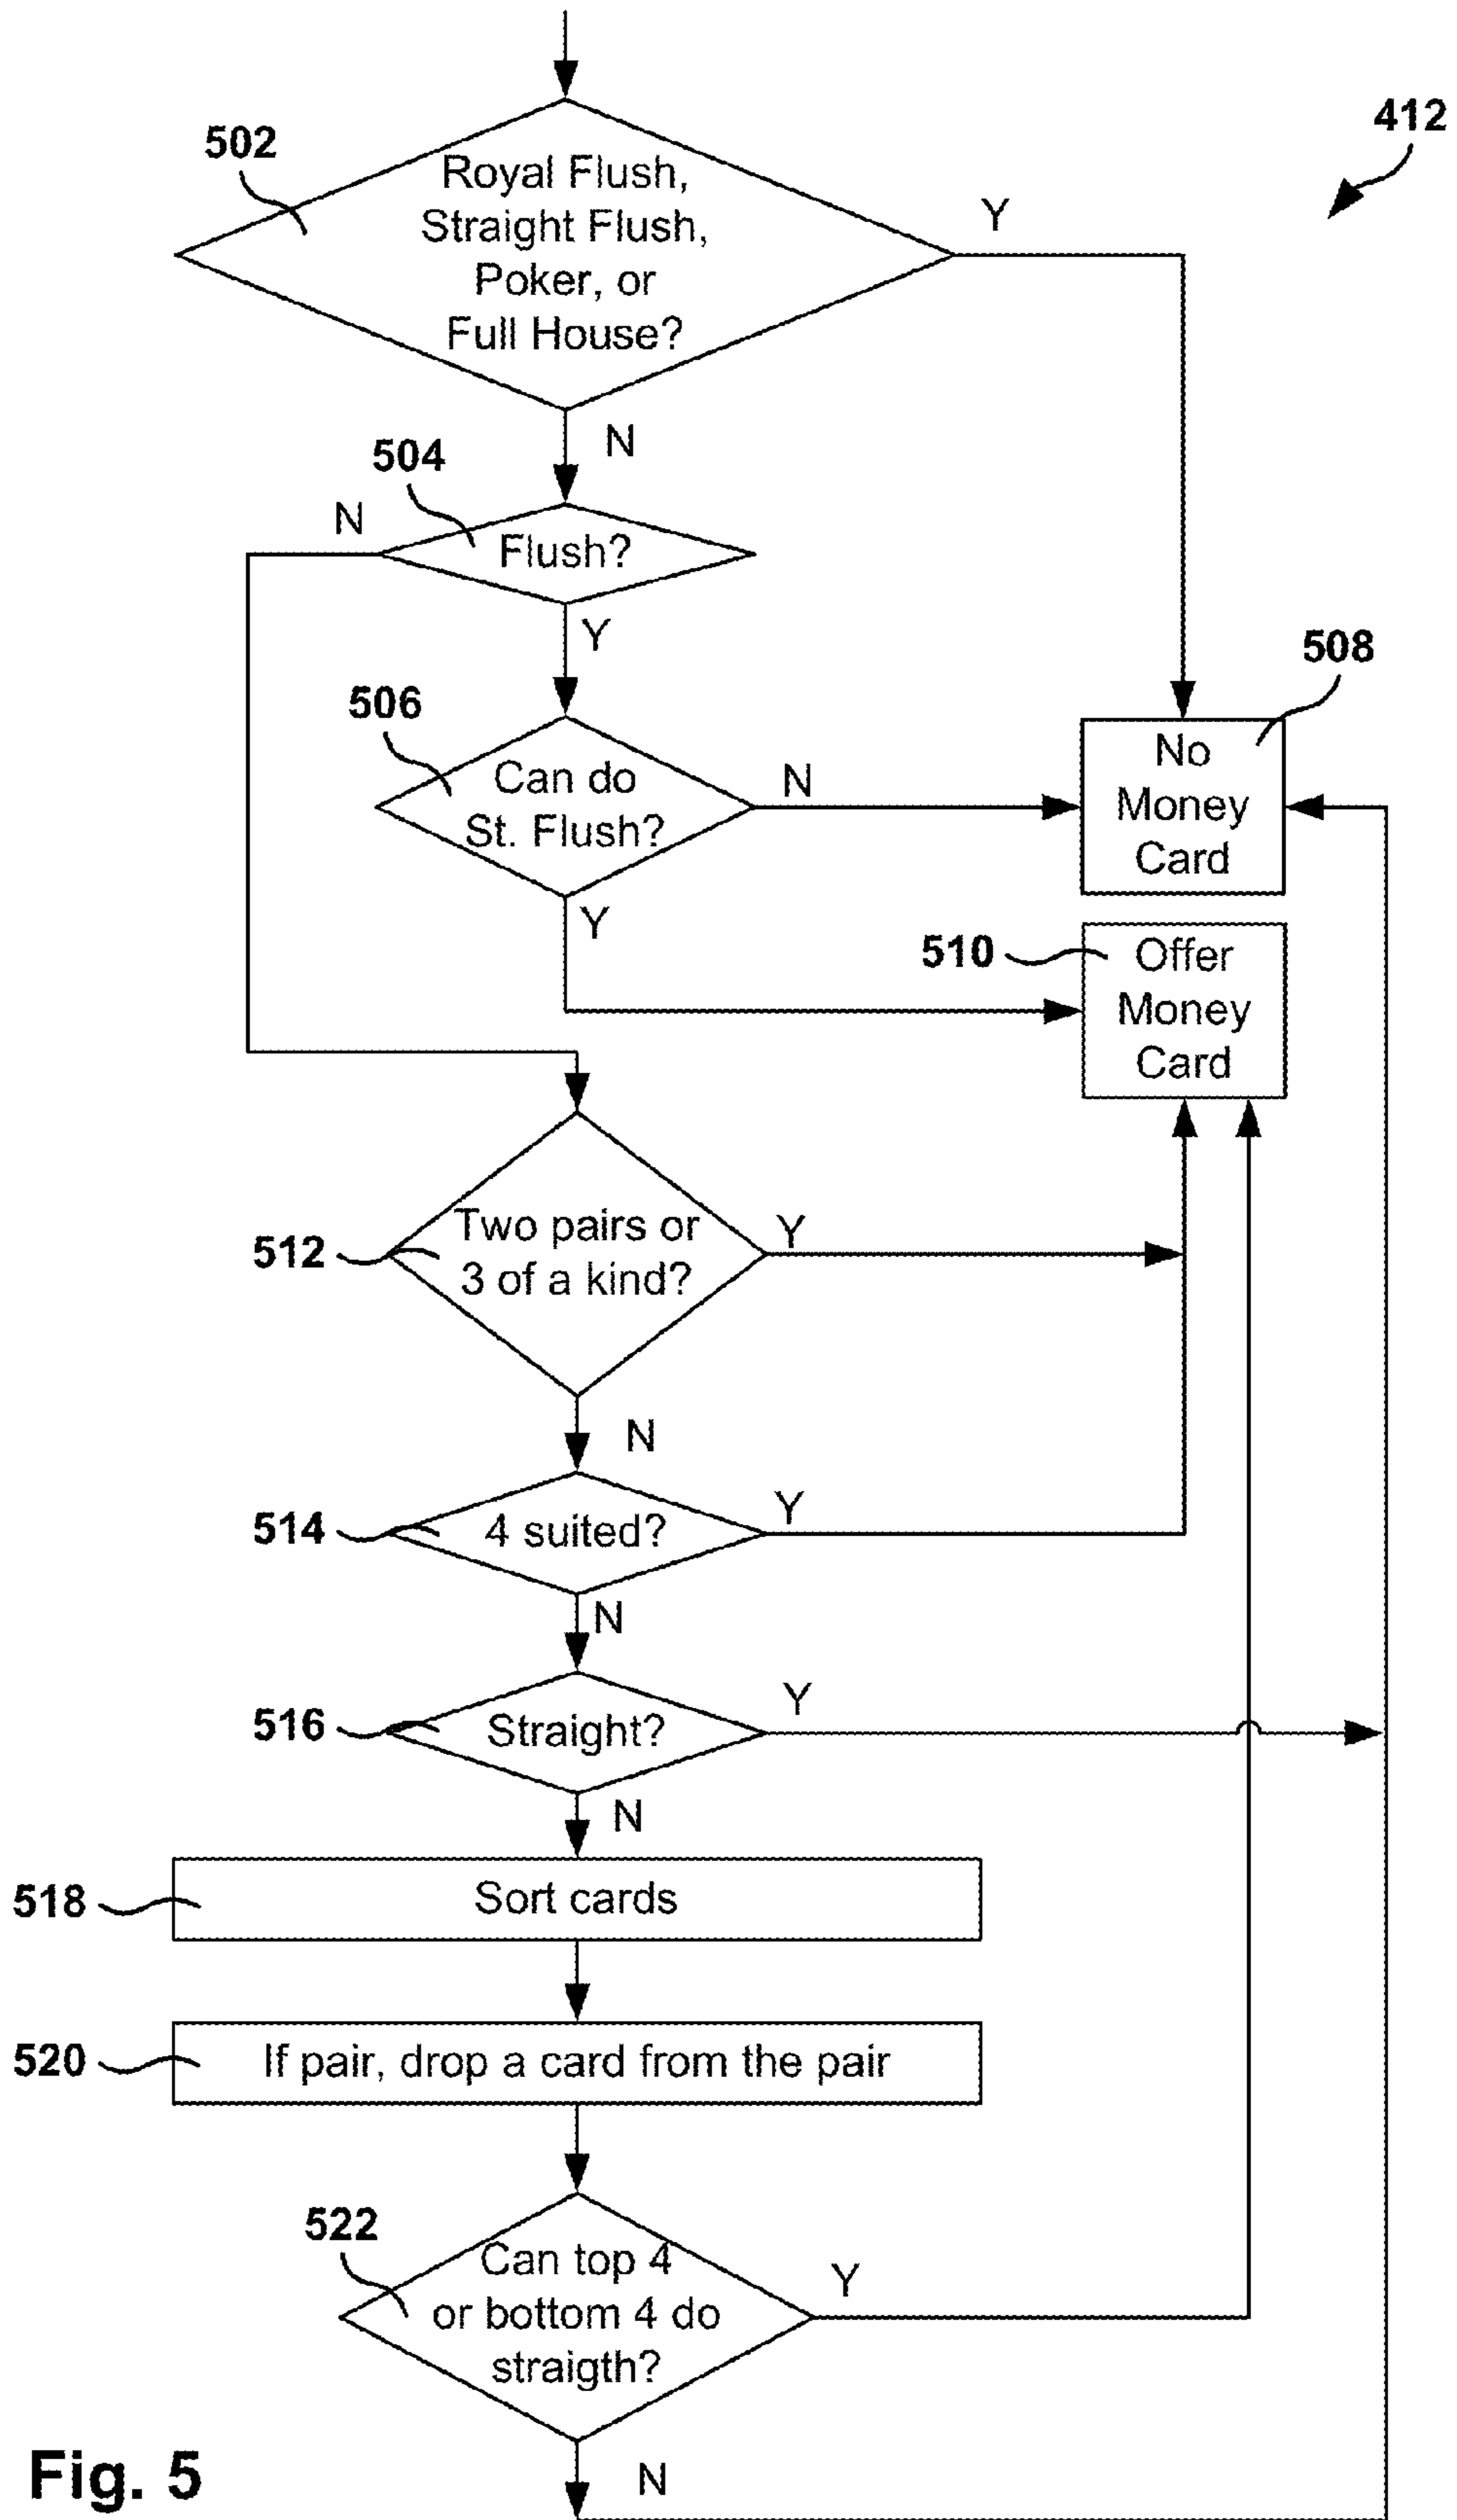 412
502
Royal Flush,
Straight Flush,
Poker, or
Full House?
Y
N
504
N
Flush?
Y
506
Can do
St. Flush?
N
Y
508
No
Money
Card
510
Offer
Money
Card
512
Two pairs or
3 of a kind?
Y
N
514
4 suited?
Y
N
516
Straight?
Y
N
518
Sort cards
520
If pair, drop a card from the pair
522
Can top 4
or bottom 4 do
straigth?
Y
N
Fig. 5